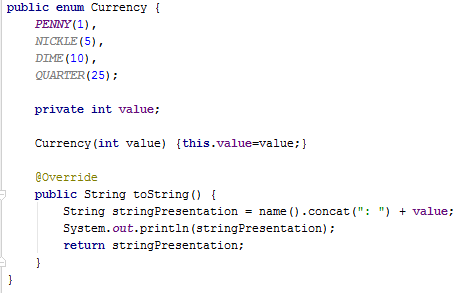 public enum Currency {
PENNY(1),
NICKLE(5),
DIME(10),
QUARTER(25);
private int value;
Currency(int value) {this.value=value;}
@Override
public String toString() {
String stringPresentation = name().concat(": ") + value;
System.out.println(stringPresentation);
return stringPresentation;
}
}